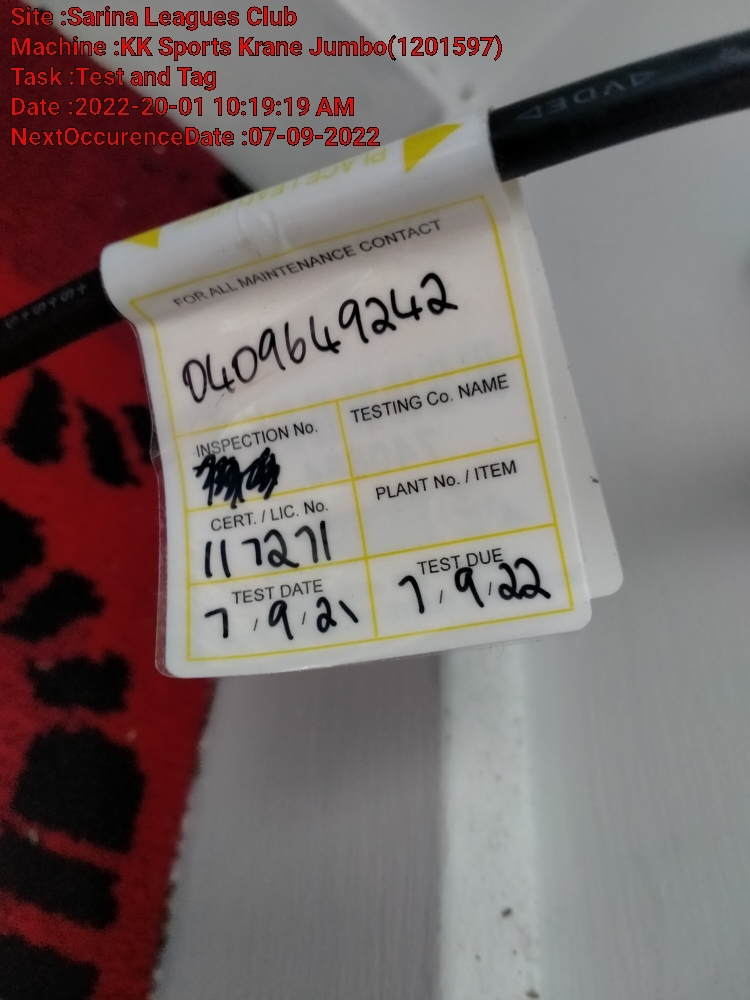 Site :Sarina Leagues Club
Machine :KK Sports Krane Jumbo(1201597)
Task :Test and Tag
Date :2022-20-01 10:19:19 AM
NextOccurenceDate :07-09-2022
VDE
FOR ALL MAINTENANCE CONTACT
0409649242
INSPECTION No.
TESTING Co. NAME
CERT. / LIC. No.
117271
PLANT No. / ITEM
TEST DATE
7/9/21
TEST DUE
7/9/22